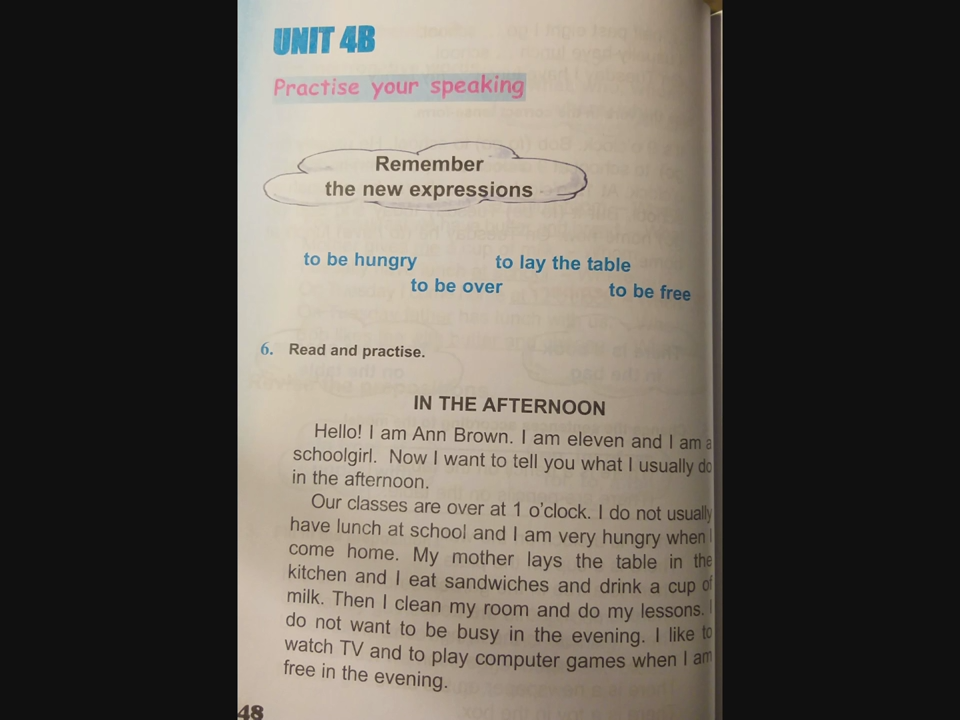 UNIT 4B
Practise your speaking
Remember
the new expressions
to be hungry to lay the table
to be over to be free
6. Read and practise.
IN THE AFTERNOON
Hello! I am Ann Brown. I am eleven and I am a
schoolgirl. Now I want to tell you what I usually do
in the afternoon.
Our classes are over at 1 o'clock. I do not usually
have lunch at school and I am very hungry when I
come home. My mother lays the table in the
kitchen and I eat sandwiches and drink a cup of
milk. Then I clean my room and do my lessons. I
do not want to be busy in the evening. I like to
watch TV and to play computer games when I am
free in the evening.
48